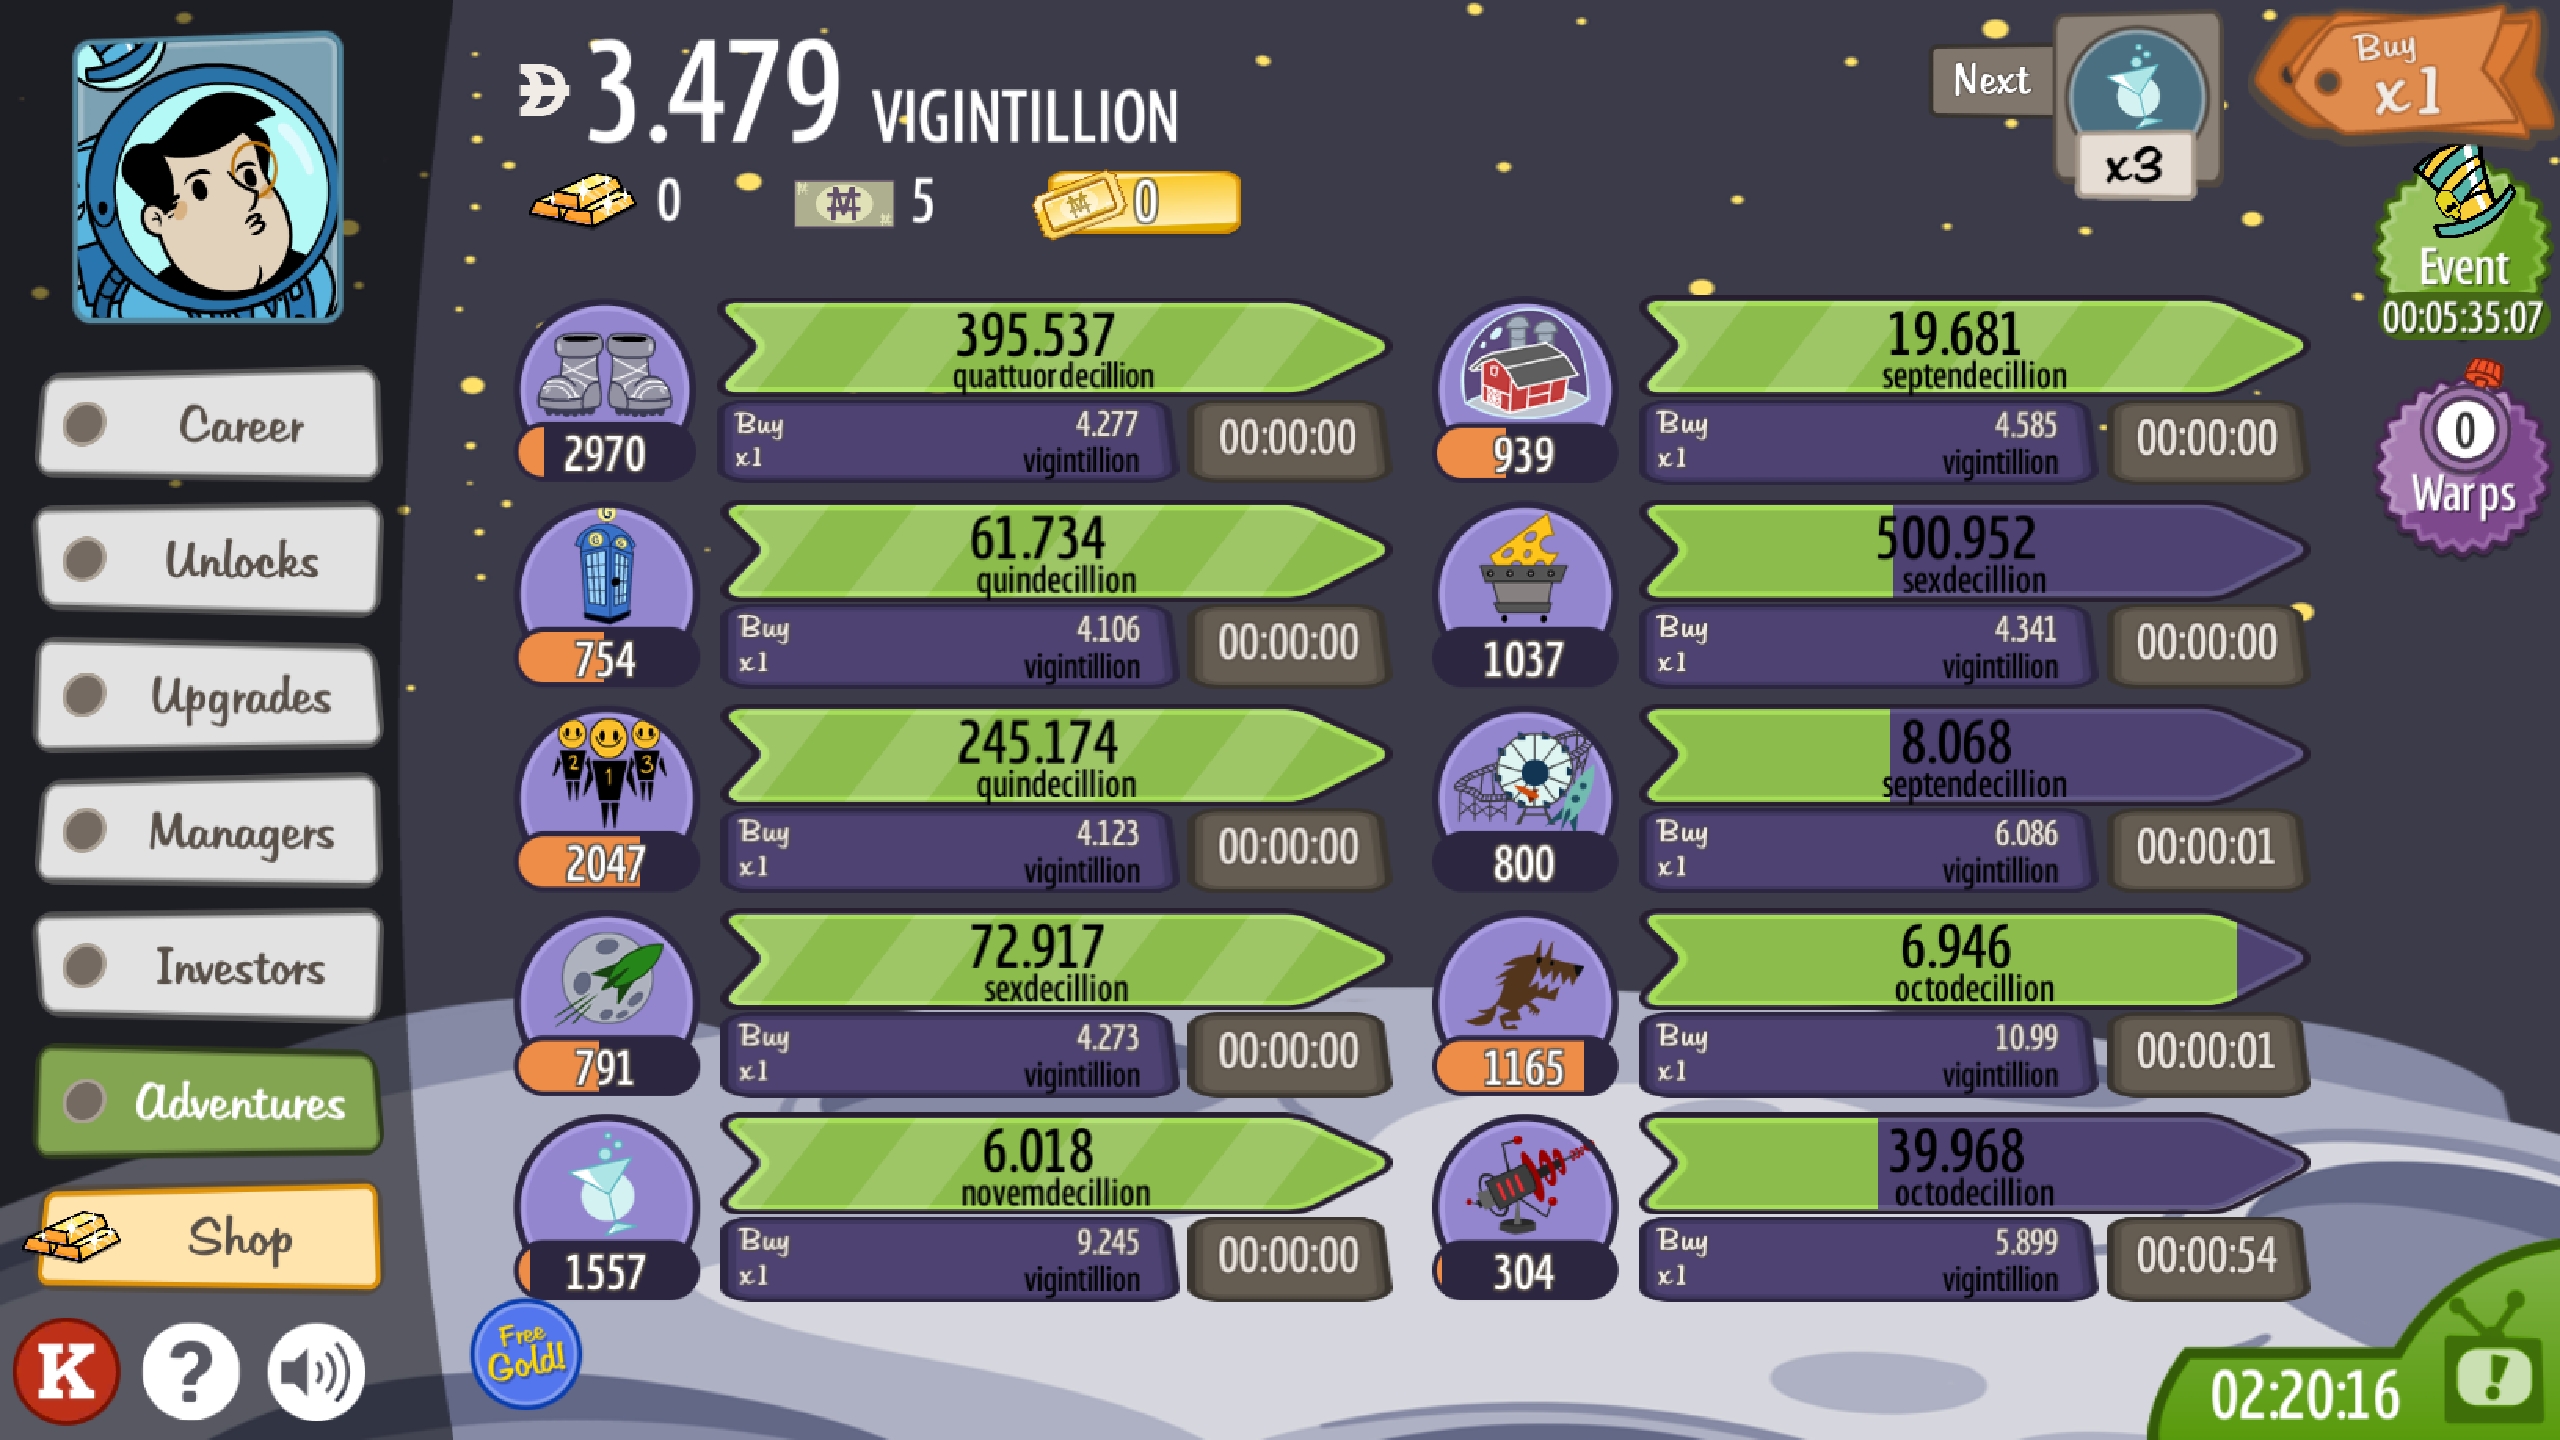 3.479 VIGINTILLION
0
5
0
Next
x3
Buy
x1
Event
00:05:35:07
0
Warps
Career
Unlocks
Upgrades
Managers
Investors
Adventures
Shop
K
?
395.537
quattuordecillion
2970
Buy
x1
4.277
vigintillion
00:00:00
19.681
septendecillion
939
Buy
x1
4.585
vigintillion
00:00:00
61.734
quindecillion
754
Buy
x1
4.106
vigintillion
00:00:00
500.952
sexdecillion
1037
Buy
x1
4.341
vigintillion
00:00:00
2
1
3
245.174
quindecillion
2047
Buy
x1
4.123
vigintillion
00:00:00
8.068
septendecillion
800
Buy
x1
6.086
vigintillion
00:00:01
72.917
sexdecillion
791
Buy
x1
4.273
vigintillion
00:00:00
6.946
octodecillion
1165
Buy
x1
10.99
vigintillion
00:00:01
6.018
novemdecillion
1557
Buy
x1
9.245
vigintillion
00:00:00
39.968
octodecillion
304
Buy
x1
5.899
vigintillion
00:00:54
Free
Gold!
02:20:16
!